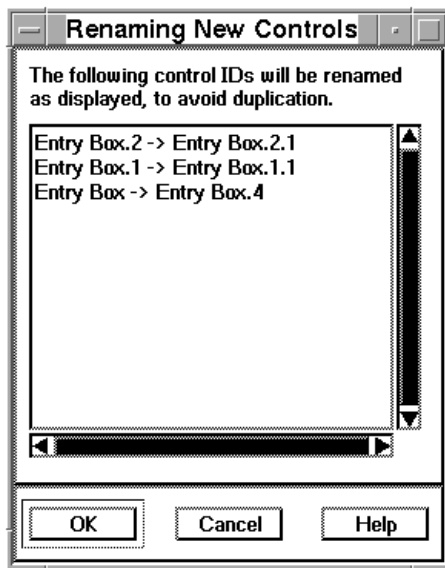 Renaming New Controls
The following control IDs will be renamed
as displayed, to avoid duplication.
Entry Box.2 -> Entry Box.2.1
Entry Box.1 -> Entry Box.1.1
Entry Box -> Entry Box.4
OK
Cancel
Help